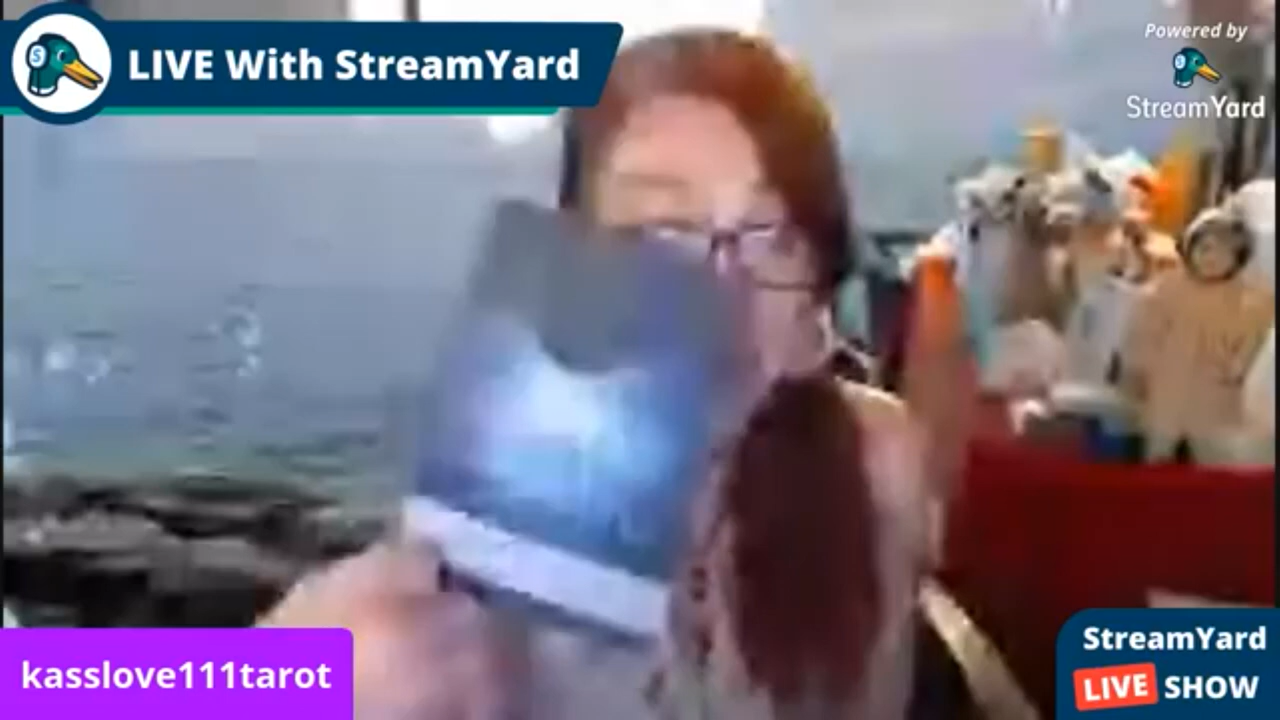 LIVE With StreamYard
Powered by
StreamYard
kasslove111tarot
StreamYard
LIVE SHOW